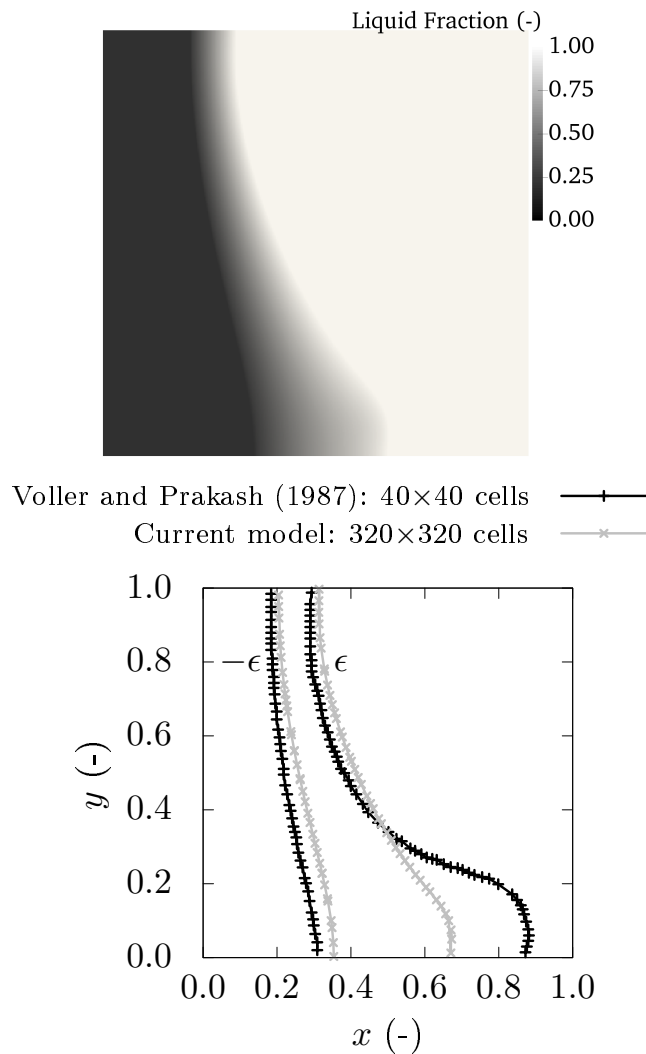 Liquid Fraction (-)
1.00
0.75
0.50
0.25
0.00
Voller and Prakash (1987): 40×40 cells
Current model: 320×320 cells
1.0
0.8
0.6
0.4
0.2
0.0
y (-)
−ϵ ϵ
0.0 0.2 0.4 0.6 0.8 1.0
x (-)